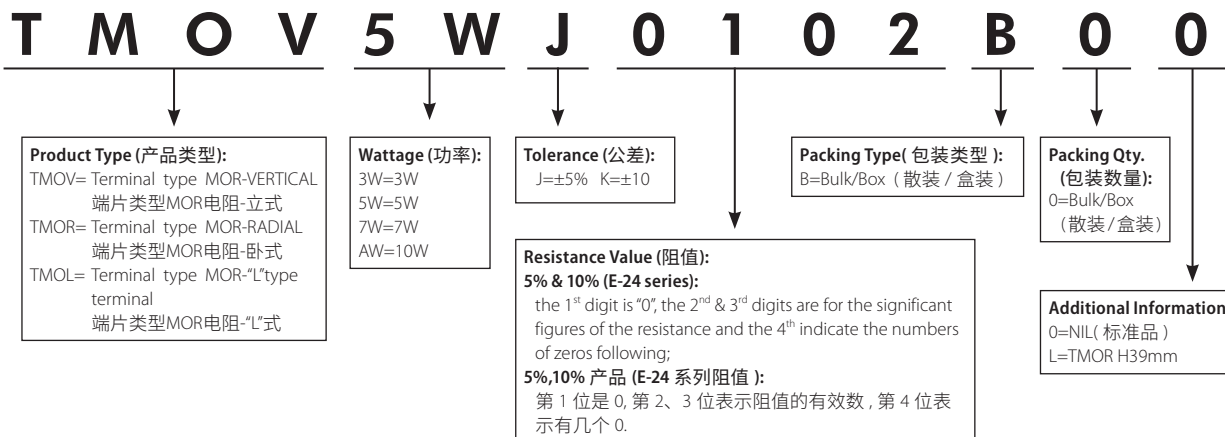 T M O V 5 W J 0 1 0 2 B 0 0
Product Type (产品类型):
TMOV= Terminal type MOR-VERTICAL
端片类型MOR电阻-立式
TMOR= Terminal type MOR-RADIAL
端片类型MOR电阻-卧式
TMOL= Terminal type MOR-“L”type
terminal
端片类型MOR电阻-“L”式
Wattage (功率):
3W=3W
5W=5W
7W=7W
AW=10W
Tolerance (公差):
J=±5% K=±10
Resistance Value (阻值):
5% & 10% (E-24 series):
the 1st digit is “0”, the 2nd & 3rd digits are for the significant
figures of the resistance and the 4th indicate the numbers
of zeros following;
5%,10% 产品 (E-24 系列阻值 ):
第 1 位是 0, 第 2、3 位表示阻值的有效数 , 第 4 位表
示有几个 0.
Packing Type( 包装类型 ):
B=Bulk/Box ( 散装 / 盒装 )
Packing Qty.
(包装数量):
0=Bulk/Box
(散装/盒装)
Additional Information
0=NIL( 标准品 )
L=TMOR H39mm